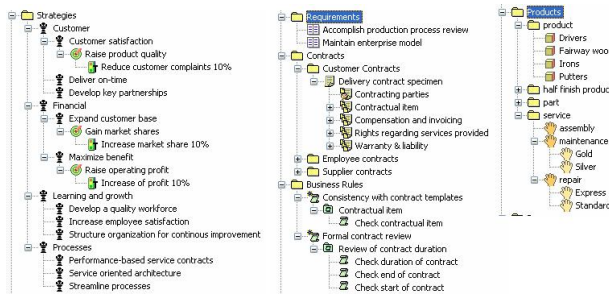 Strategies
Customer
Customer satisfaction
Raise product quality
Reduce customer complaints 10%
Deliver on-time
Develop key partnerships
Financial
Expand customer base
Gain market shares
Increase market share 10%
Maximize benefit
Raise operating profit
Increase of profit 10%
Learning and growth
Develop a quality workforce
Increase employee satisfaction
Structure organization for continous improvement
Processes
Performance-based service contracts
Service oriented architecture
Streamline processes
Requirements
Accomplish production process review
Maintain enterprise model
Contracts
Customer Contracts
Delivery contract specimen
Contracting parties
Contractual item
Compensation and invoicing
Rights regarding services provided
Warranty & liability
Employee contracts
Supplier contracts
Business Rules
Consistency with contract templates
Contractual item
Check contractual item
Formal contract review
Review of contract duration
Check duration of contract
Check end of contract
Check start of contract
Products
product
Drivers
Fairway woo
Irons
Putters
half finish produc
part
service
assembly
maintenance
Gold
Silver
repair
Express
Standard